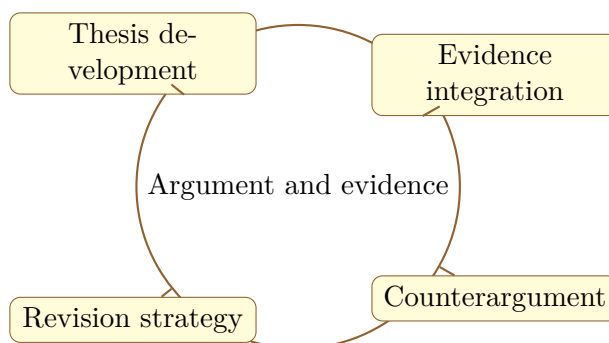 Thesis de-
velopment
Evidence
integration
Argument and evidence
Counterargument
Revision strategy